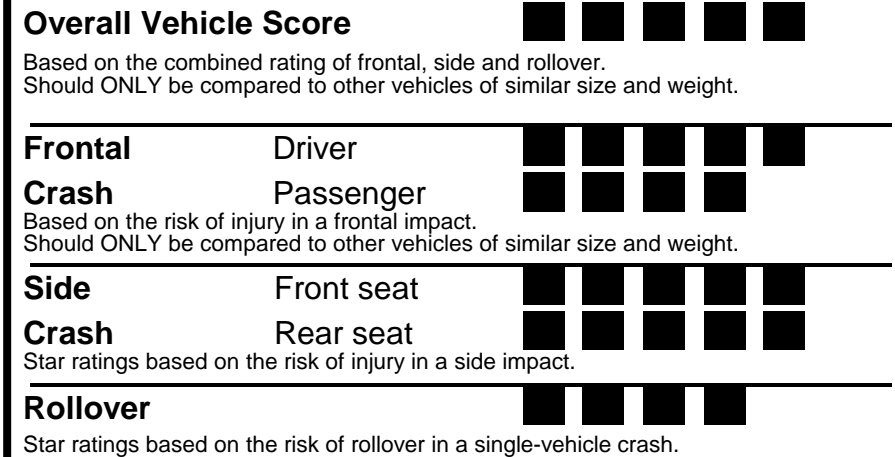 Overall Vehicle Score
Based on the combined rating of frontal, side and rollover.
Should ONLY be compared to other vehicles of similar size and weight.
Frontal Driver
Crash Passenger
Based on the risk of injury in a frontal impact.
Should ONLY be compared to other vehicles of similar size and weight.
Side Front seat
Crash Rear seat
Star ratings based on the risk of injury in a side impact.
Rollover
Star ratings based on the risk of rollover in a single-vehicle crash.